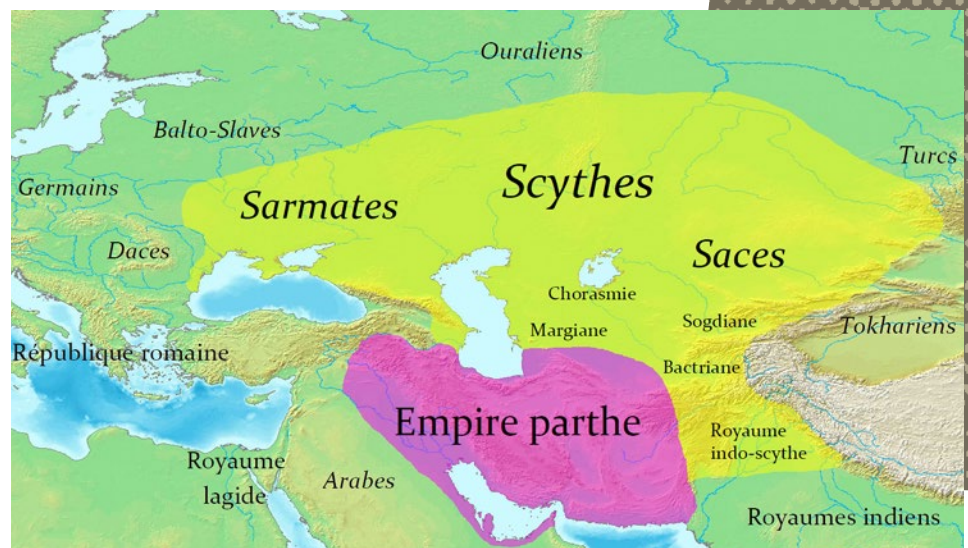 Ouraliens
Balto-Slaves
Turcs
Germains
Scythes
Sarmates
Daces
Saces
Chorasmie
Margiane
Sogdiane
Tokhariens
République romaine
Bactriane
Empire parthe
Royaume
indo-scythe
Royaume
lagide
Arabes
Royaumes indiens